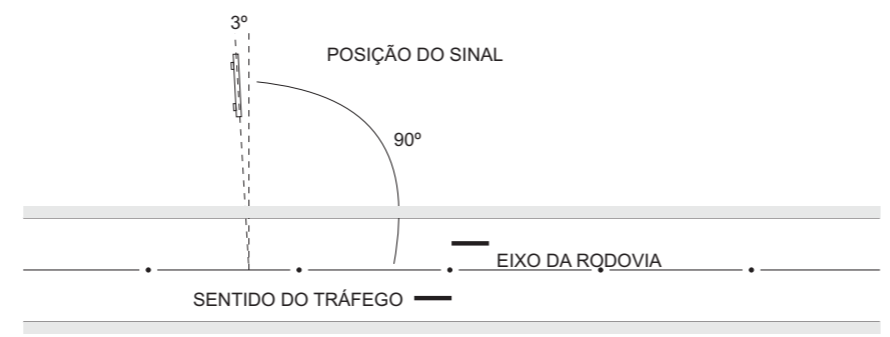 3º
POSIÇÃO DO SINAL
90º
EIXO DA RODOVIA
SENTIDO DO TRÁFEGO